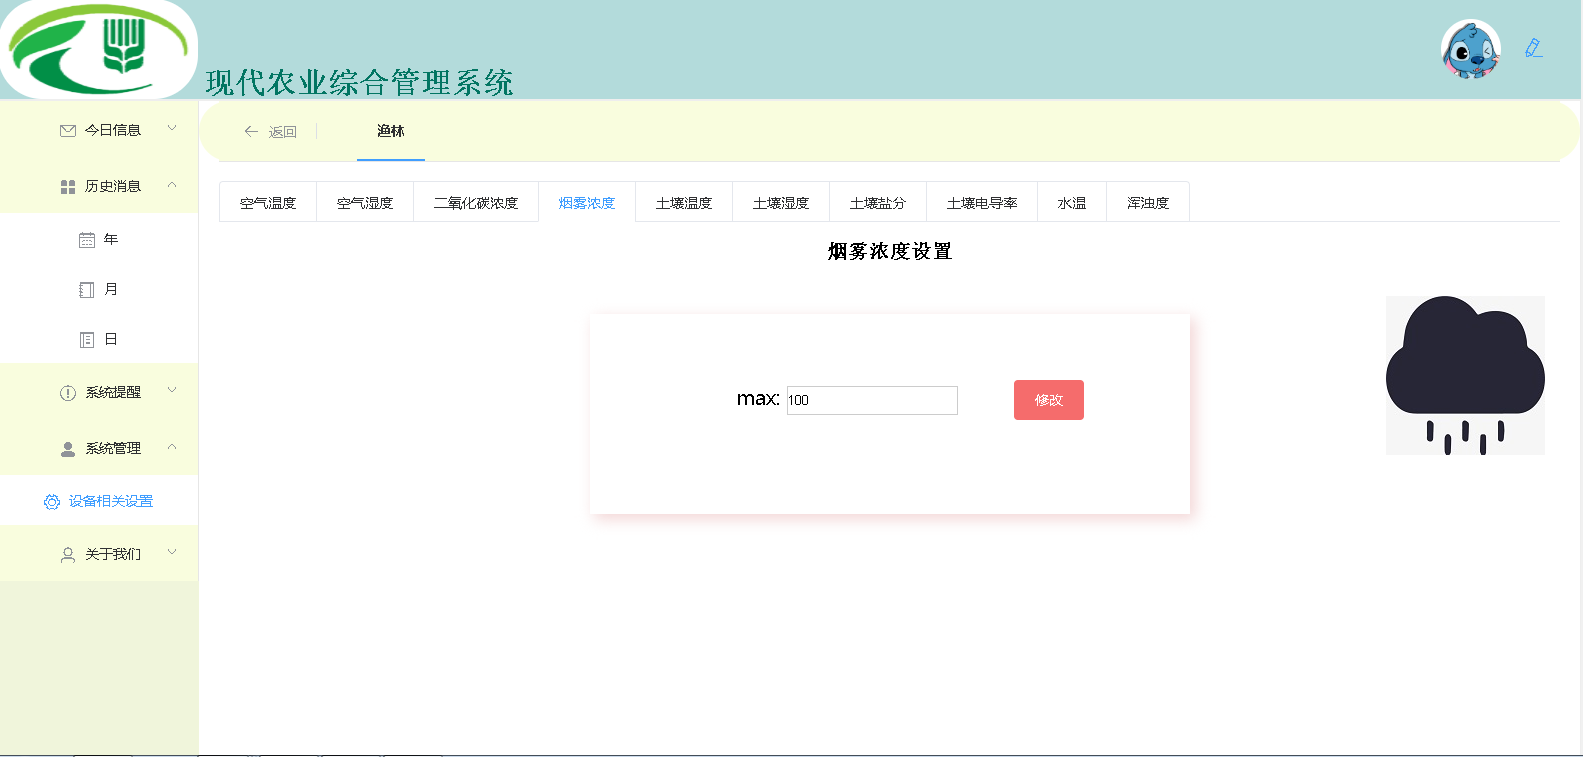 现代农业综合管理系统
今日信息
历史消息
年
月
日
系统提醒
系统管理
设备相关设置
关于我们
返回
渔林
空气温度 空气湿度 二氧化碳浓度 烟雾浓度 土壤温度 土壤湿度 土壤盐分 土壤电导率 水温 浑浊度
烟雾浓度设置
max: 100 修改